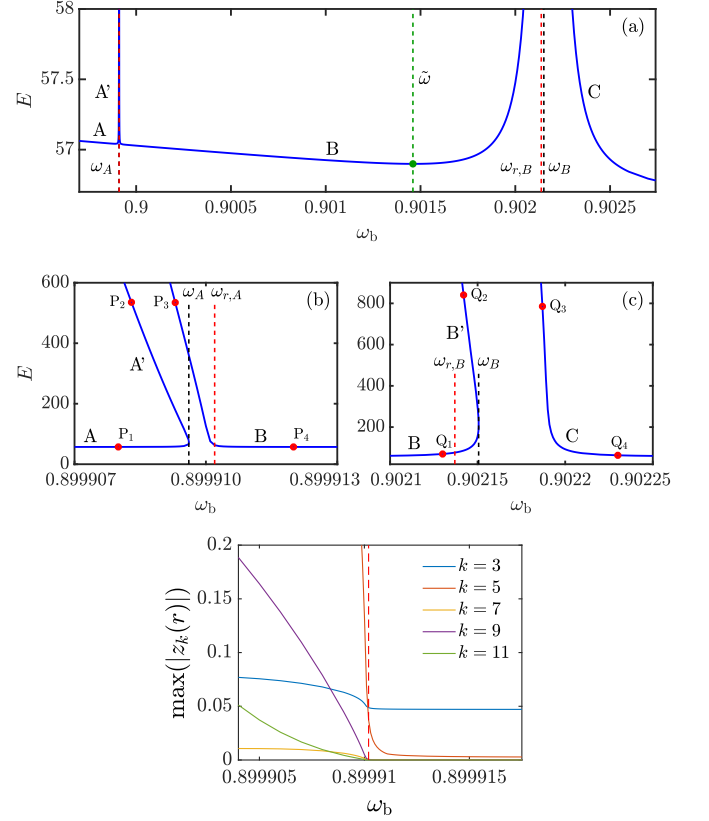 58
(a)
57.5
A'
ω̃
C
E
A
B
57
ω_A
ω_{r,B} ω_B
0.9 0.9005 0.901 0.9015 0.902 0.9025
ω_b
600
P_2 P_3 ω_A ω_{r,A} (b)
400
A'
E
200
A P_1 B P_4
0
0.899907 0.899910 0.899913
ω_b
800 Q_2 Q_3 (c)
600
B'
ω_{r,B} ω_B
400
200
B Q_1 C Q_4
0.9021 0.90215 0.9022 0.90225
ω_b
0.2
k = 3
k = 5
0.15
k = 7
k = 9
k = 11
max(|z_k(r)|)
0.1
0.05
0
0.899905 0.89991 0.899915
ω_b